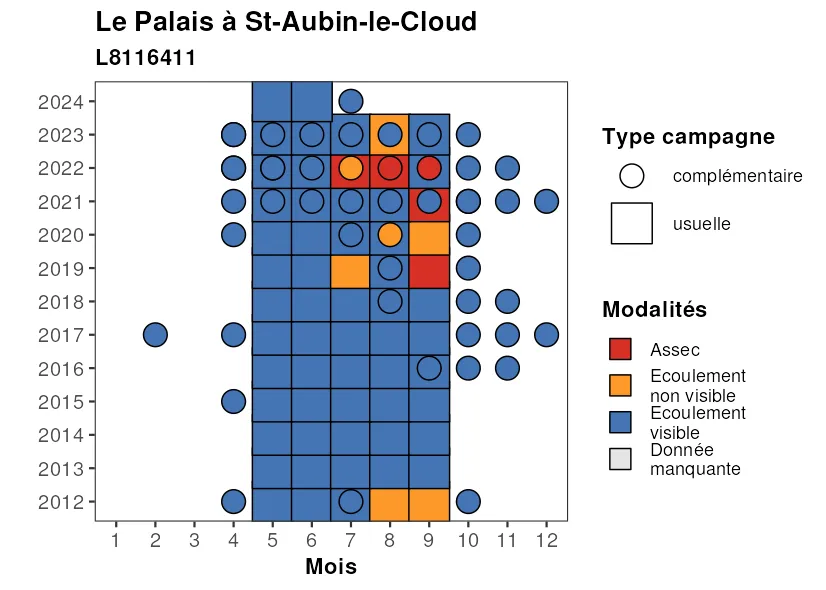 Le Palais à St-Aubin-le-Cloud
L8116411
2024
2023
2022
2021
2020
2019
2018
2017
2016
2015
2014
2013
2012
1 2 3 4 5 6 7 8 9 10 11 12
Mois
Type campagne
complémentaire
usuelle
Modalités
Assec
Ecoulement
non visible
Ecoulement
visible
Donnée
manquante